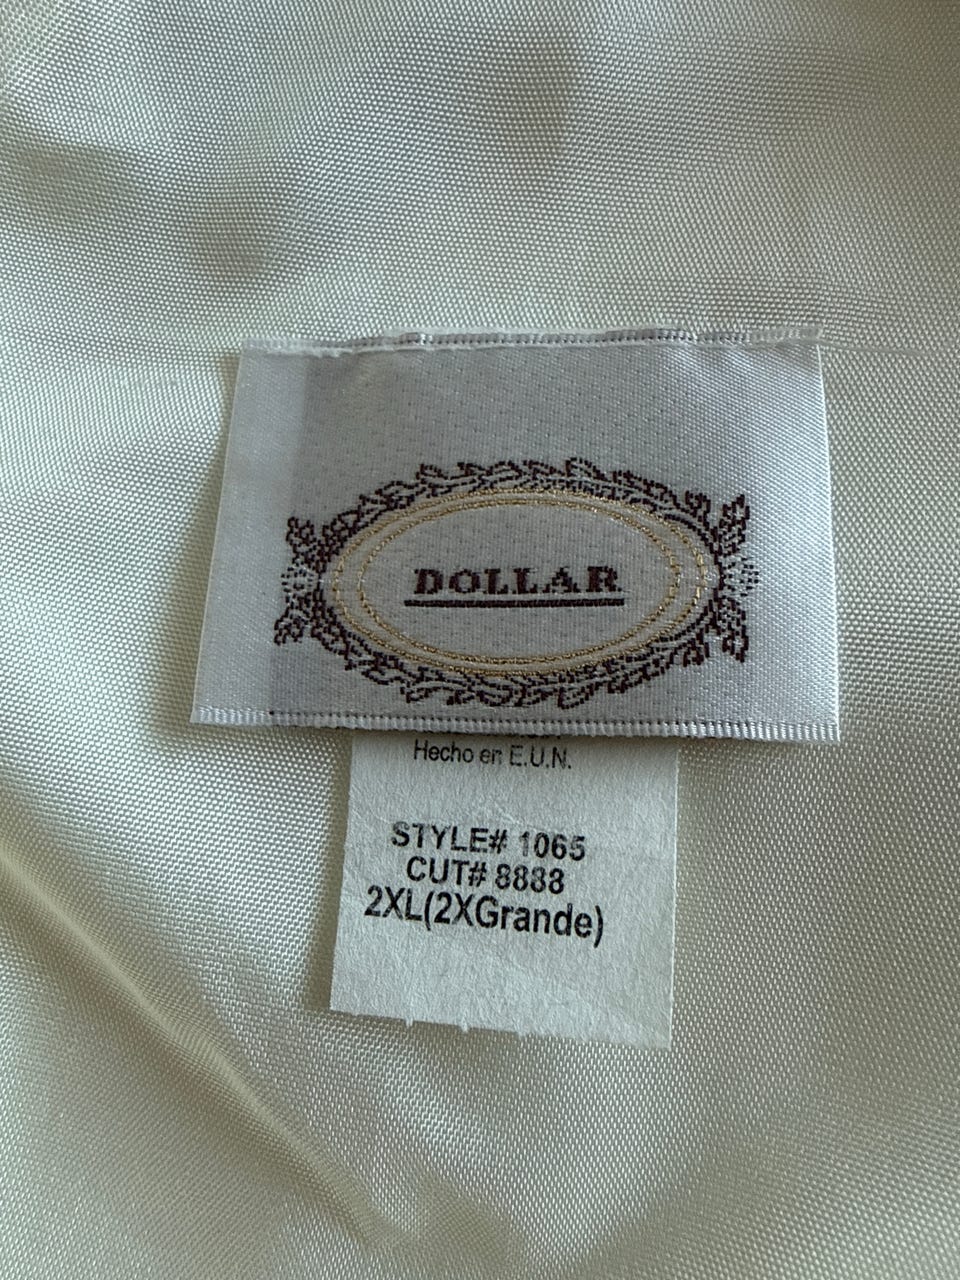 DOLLAR
Hecho en E.U.N.
STYLE# 1065
CUT# 8888
2XL(2XGrande)